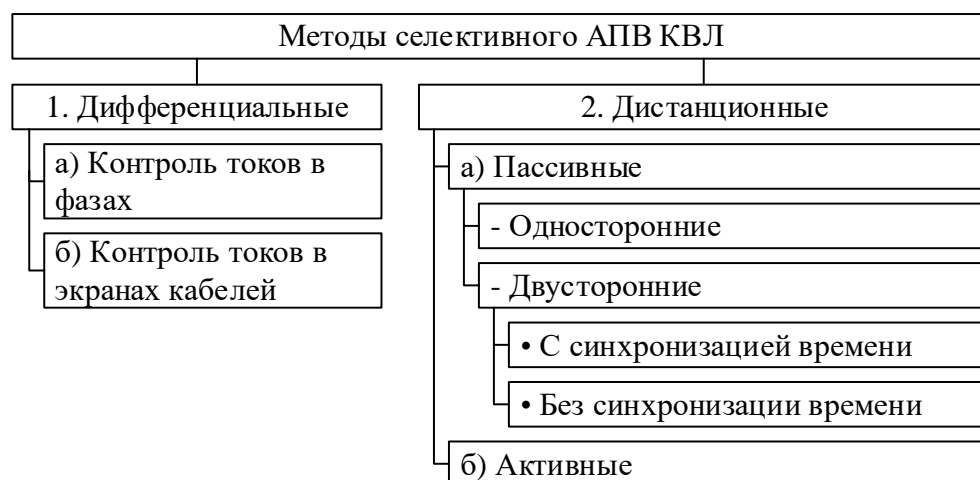 Методы селективного АПВ КВЛ
1. Дифференциальные
а) Контроль токов в
фазах
б) Контроль токов в
экранах кабелей
2. Дистанционные
а) Пассивные
- Односторонние
- Двусторонние
• С синхронизацией времени
• Без синхронизации времени
б) Активные